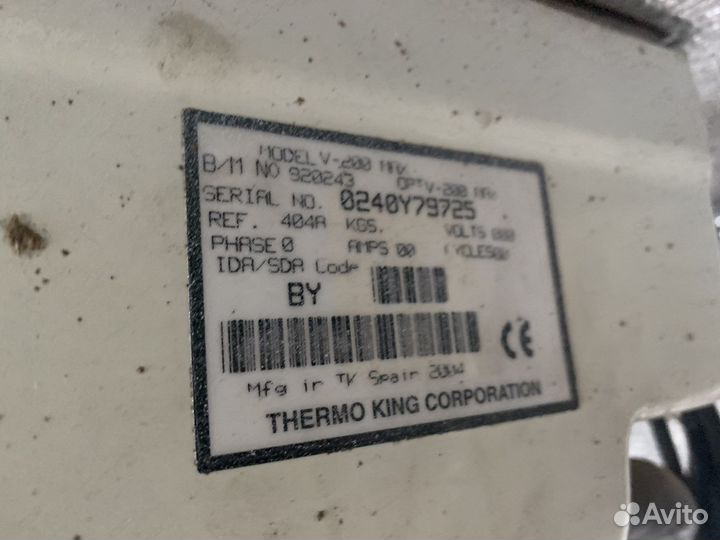 MODEL V-200 MAX
B/M NO 920243 OPT V-200 MAX
SERIAL NO. 0240Y79725
REF. 404A KGS. VOLTS 000
PHASE 0 AMPS 00 CYCLES 00
IDA/SDA Code
BY
CE
Mfg in TK Spain
THERMO KING CORPORATION
Avito